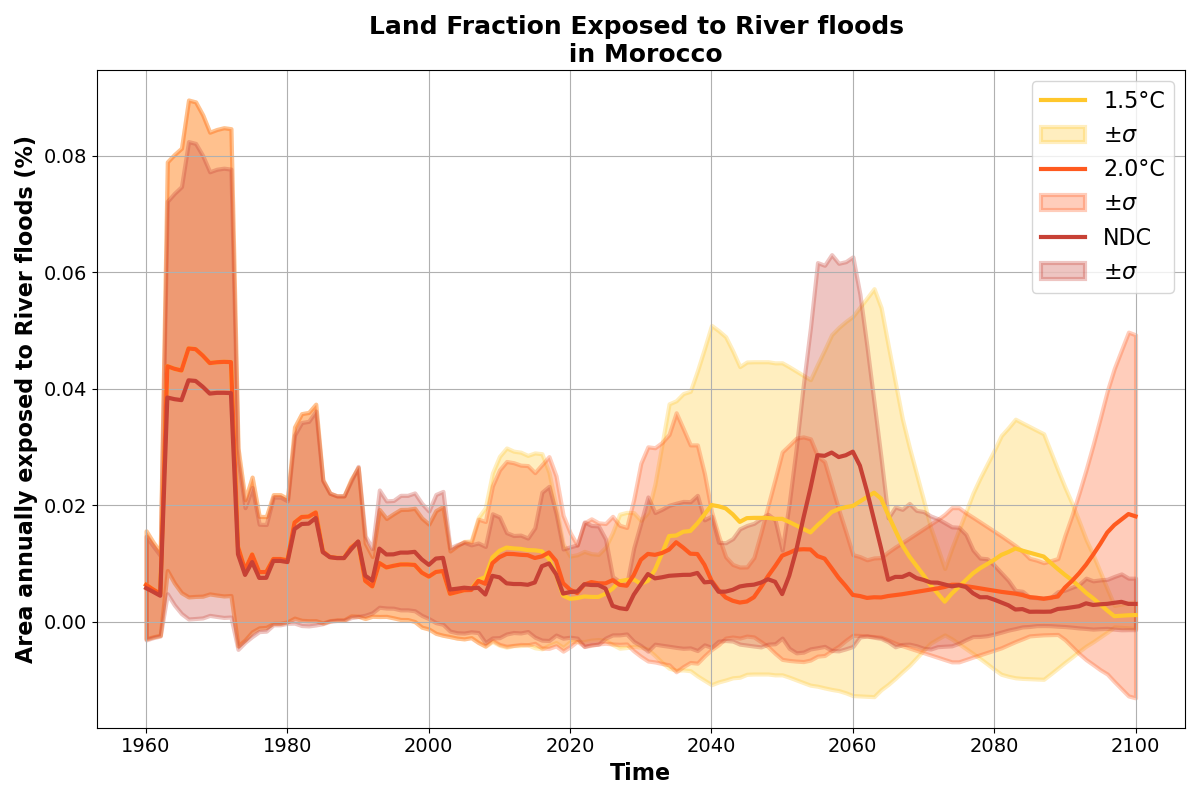 Land Fraction Exposed to River floods
in Morocco
Area annually exposed to River floods (%)
0.08
0.06
0.04
0.02
0.00
1960 1980 2000 2020 2040 2060 2080 2100
Time
1.5°C
±σ
2.0°C
±σ
NDC
±σ